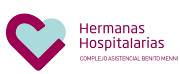 Hermanas
Hospitalarias
COMPLEJO ASISTENCIAL BENITO MENNI